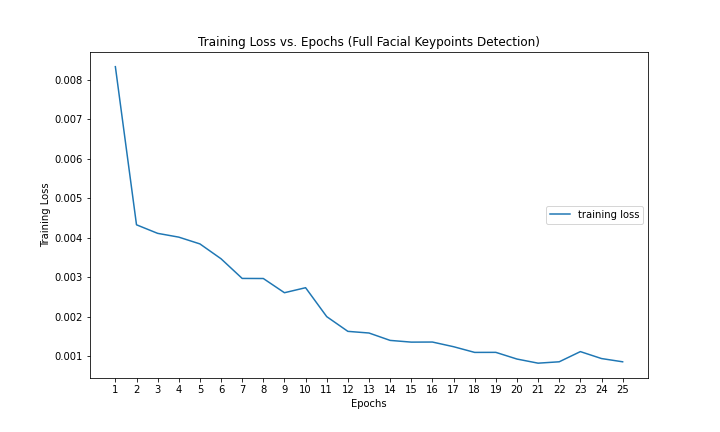 Training Loss vs. Epochs (Full Facial Keypoints Detection)
0.008
0.007
0.006
0.005
0.004
0.003
0.002
0.001
Training Loss
training loss
1 2 3 4 5 6 7 8 9 10 11 12 13 14 15 16 17 18 19 20 21 22 23 24 25
Epochs